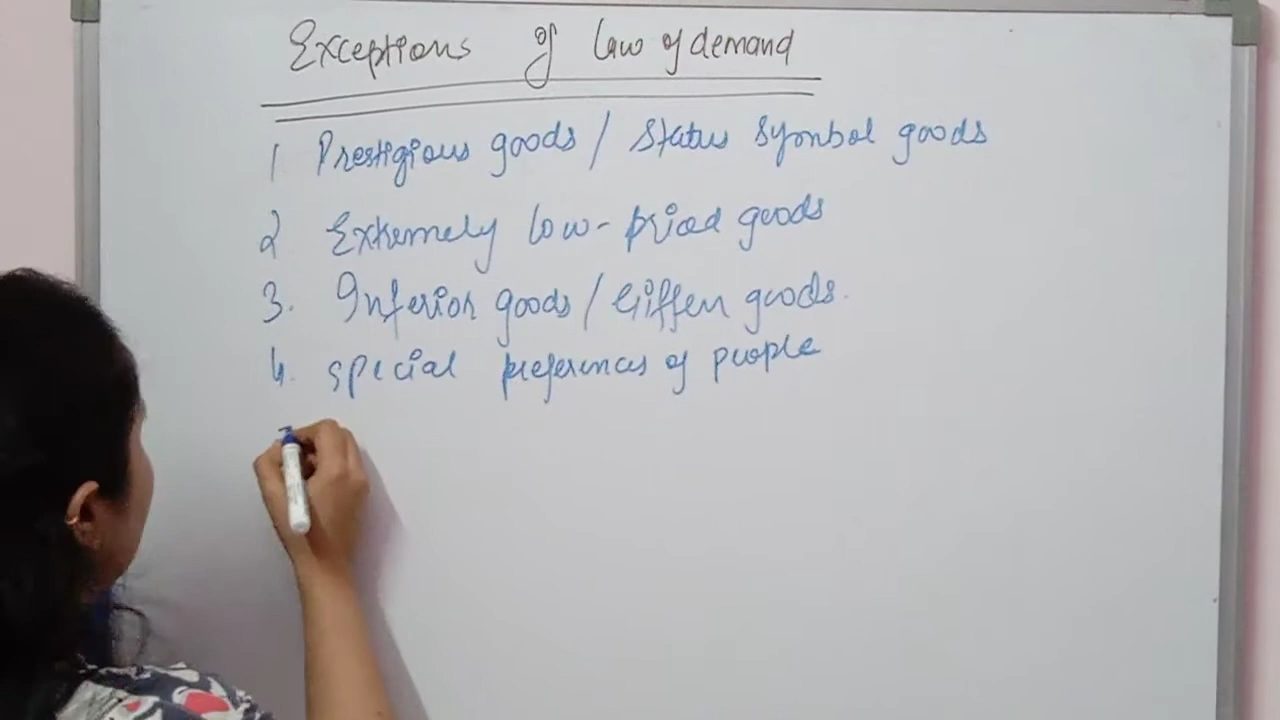 Exceptions of law of demand
1 Prestigious goods / Status Symbol goods
2 Extremely low-priced goods
3. Inferior goods / Giffen goods.
4. special preferences of people